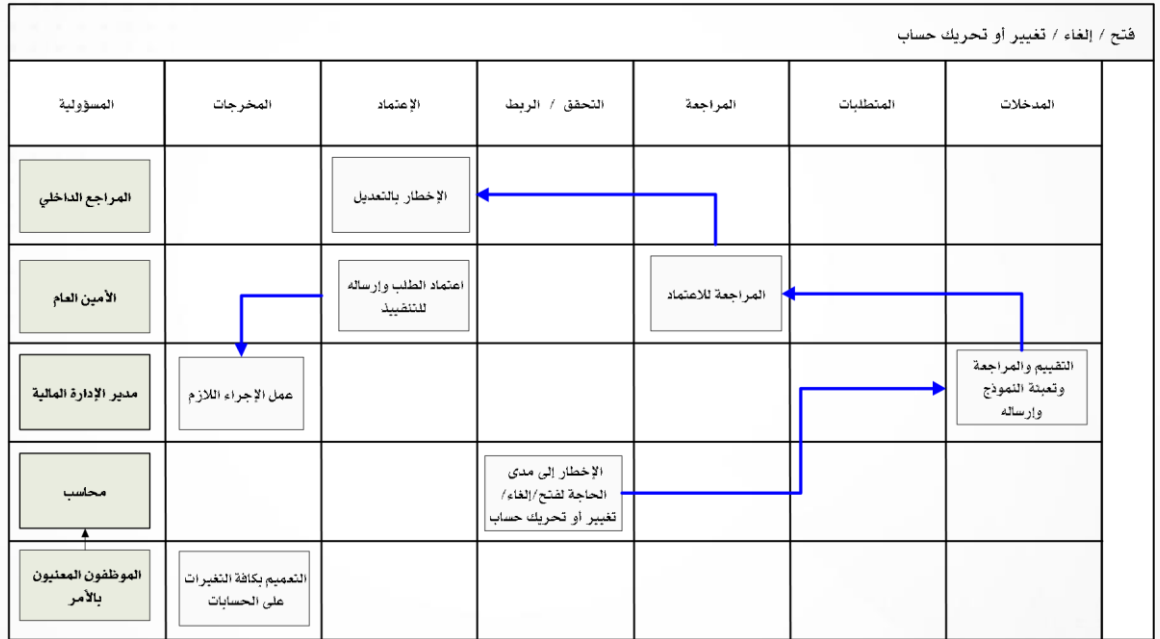 فتح / إلغاء / تغيير أو تحريك حساب
المدخلات
المتطلبات
المراجعة
التحقق / الربط
الإعتماد
المخرجات
المسؤولية
الإخطار بالتعديل
المراجع الداخلي
المراجعة للاعتماد
اعتماد الطلب وإرساله
للتنفييذ
الأمين العام
التقييم والمراجعة
وتعبئة النموذج
وإرساله
عمل الإجراء اللازم
مدير الإدارة المالية
الإخطار إلى مدى
الحاجة لفتح/إلغاء/
تغيير أو تحريك حساب
محاسب
التعميم بكافة التغيرات
على الحسابات
الموظفون المعنيون
بالأمر